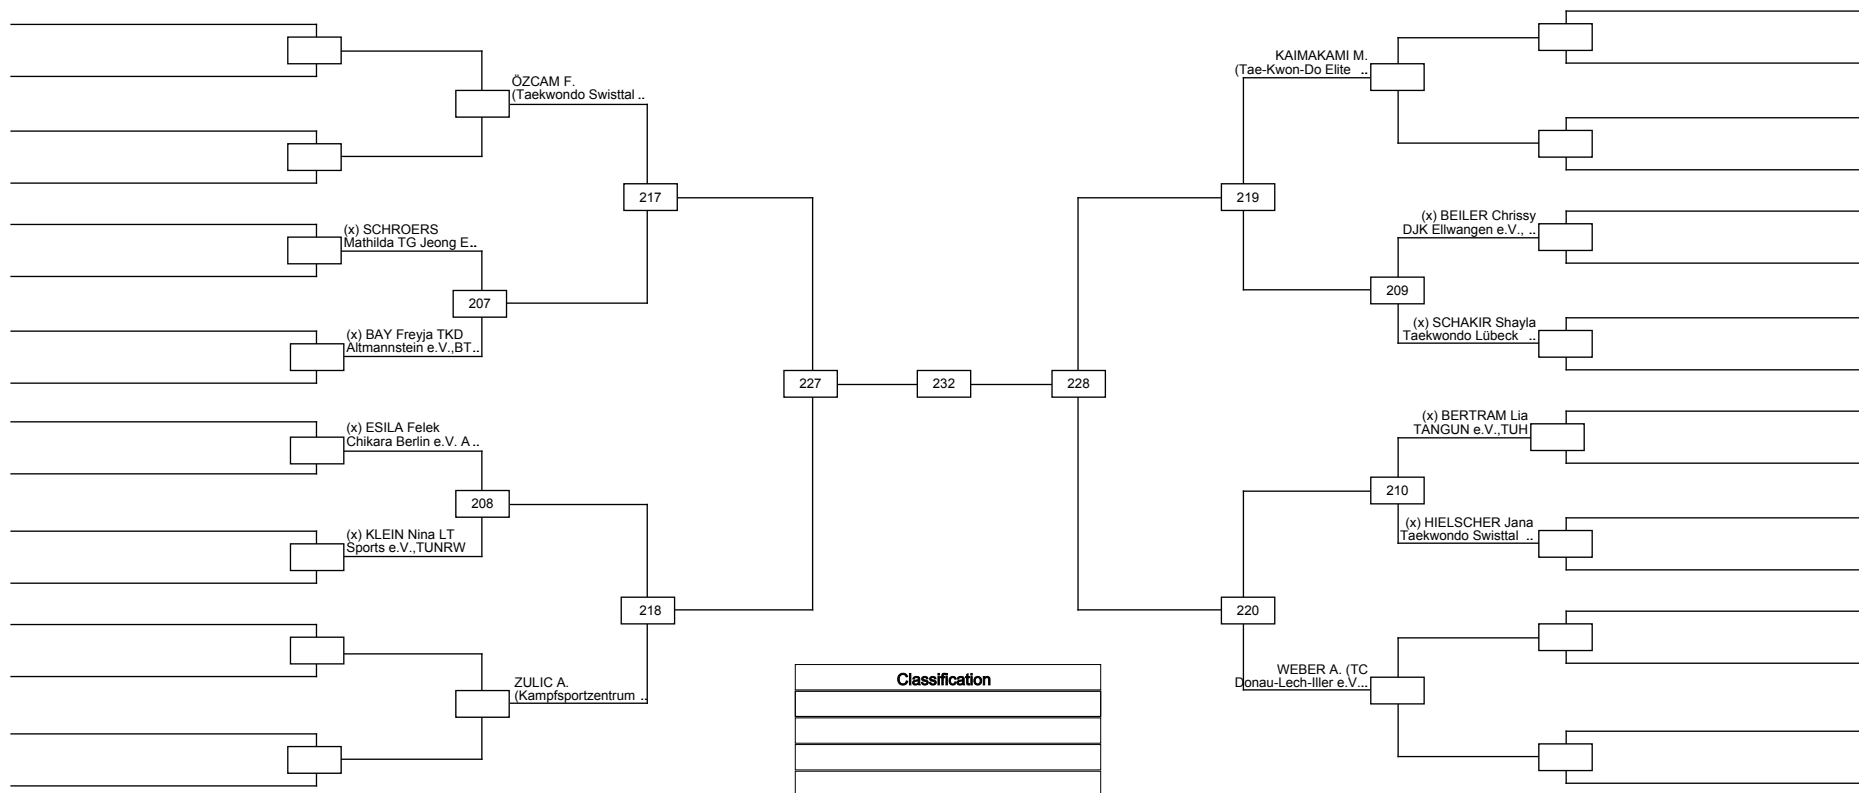 ÖZCAM F.
(Taekwondo Swisttal ..
217
(x) SCHROERS
Mathilda TG Jeong E..
207
(x) BAY Freyja TKD
Altmannstein e.V.,BT..
227
232
228
(x) ESILA Felek
Chikara Berlin e.V. A ..
208
(x) KLEIN Nina LT
Sports e.V.,TUNRW
218
ZULIC A.
(Kampfsportzentrum ..
KAIMAKAMI M.
(Tae-Kwon-Do Elite ..
219
(x) BEILER Chrissy
DJK Ellwangen e.V., ..
209
(x) SCHAKIR Shayla
Taekwondo Lübeck ..
(x) BERTRAM Lia
TANGUN e.V.,TUH
210
(x) HIELSCHER Jana
Taekwondo Swisttal ..
220
WEBER A. (TC
Donau-Lech-Iller e.V...
Classification